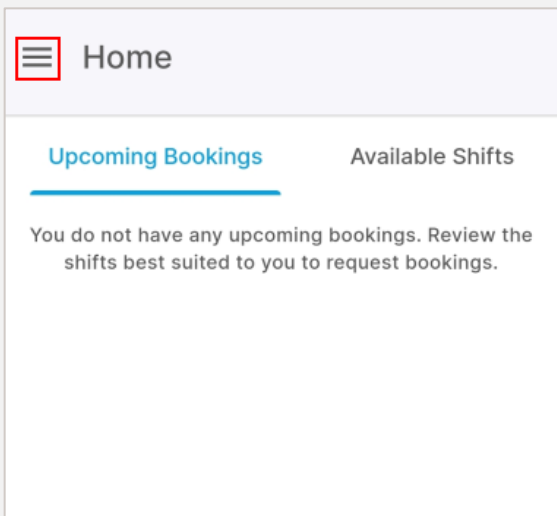 Home
Upcoming Bookings
Available Shifts
You do not have any upcoming bookings. Review the
shifts best suited to you to request bookings.